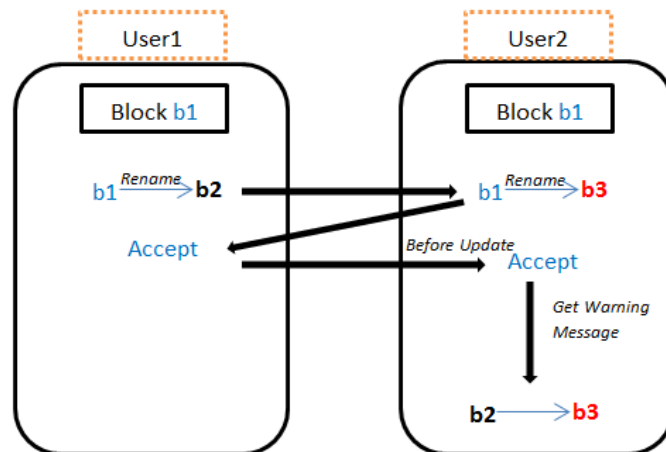 User1 User2
Block b1 Block b1
Rename Rename
b1 b2 b1 b3
Accept Before Update Accept
Get Warning
Message
b2 b3